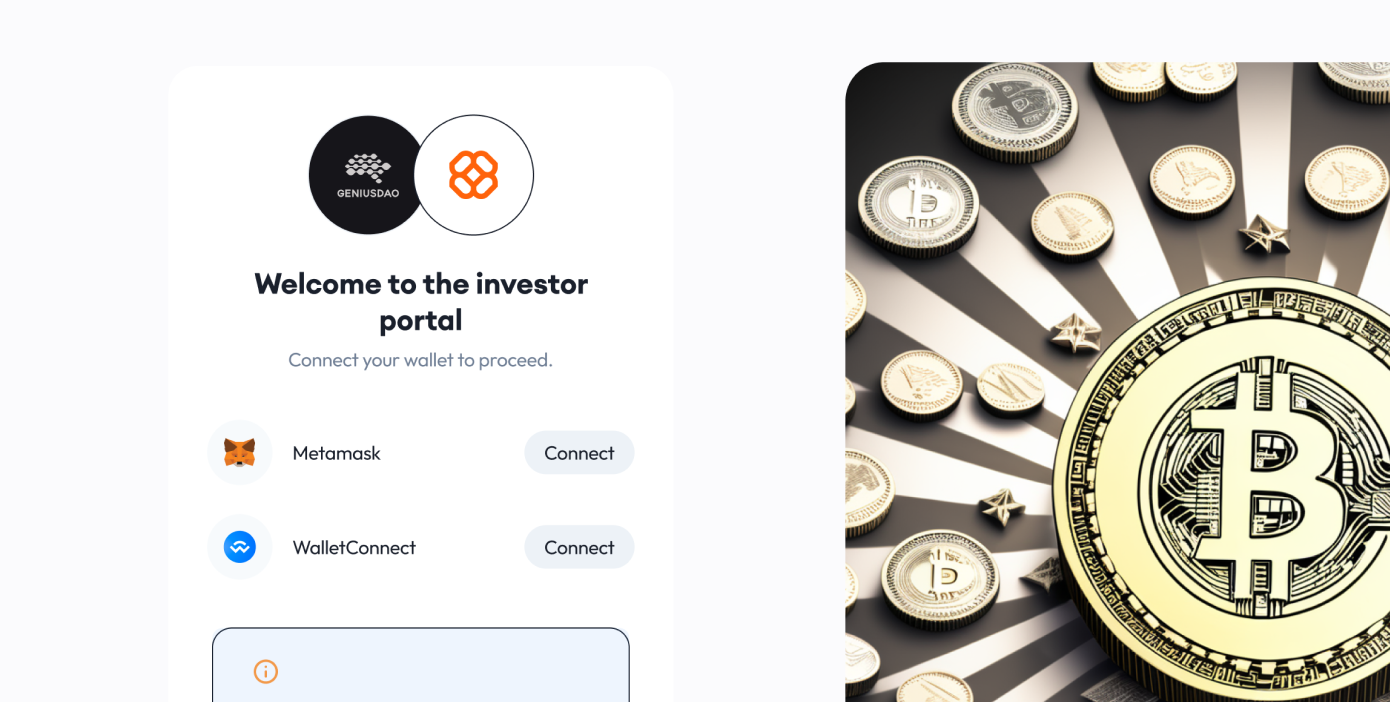 GENIUSDAO
Welcome to the investor
portal
Connect your wallet to proceed.
Metamask
Connect
WalletConnect
Connect